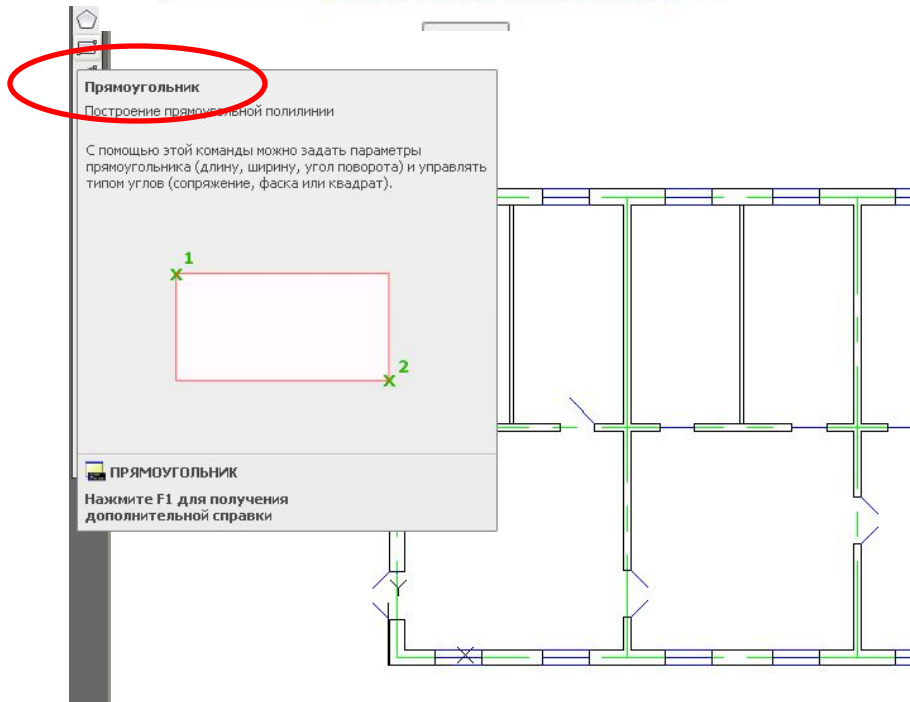 Прямоугольник
Построение прямоугольной полилинии
С помощью этой команды можно задать параметры
прямоугольника (длину, ширину, угол поворота) и управлять
типом углов (сопряжение, фаска или квадрат).
1
2
ПРЯМОУГОЛЬНИК
Нажмите F1 для получения
дополнительной справки
Y
X